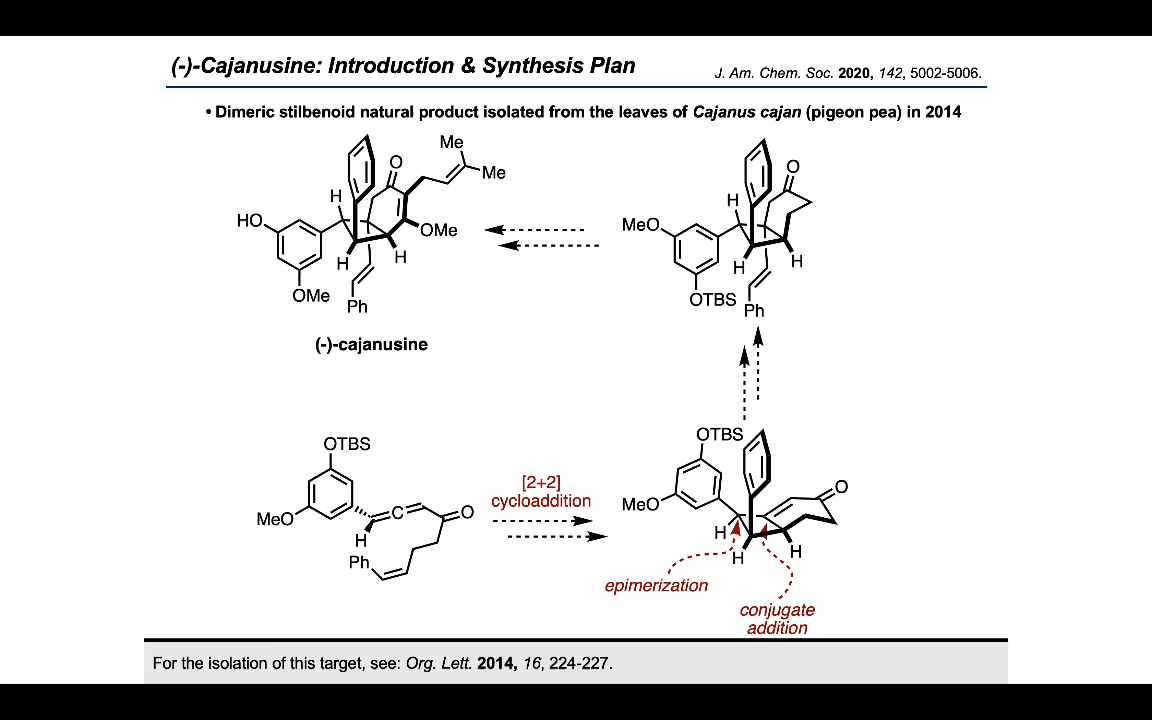 (-)-Cajanusine: Introduction & Synthesis Plan
J. Am. Chem. Soc. 2020, 142, 5002-5006.
• Dimeric stilbenoid natural product isolated from the leaves of Cajanus cajan (pigeon pea) in 2014
Me
Me
O
H
HO
OMe
H
H
OMe
Ph
(-)-cajanusine
O
H
MeO
H
H
OTBS
Ph
OTBS
MeO
C
O
H
Ph
[2+2]
cycloaddition
OTBS
MeO
O
H
H
H
epimerization
conjugate
addition
For the isolation of this target, see: Org. Lett. 2014, 16, 224-227.